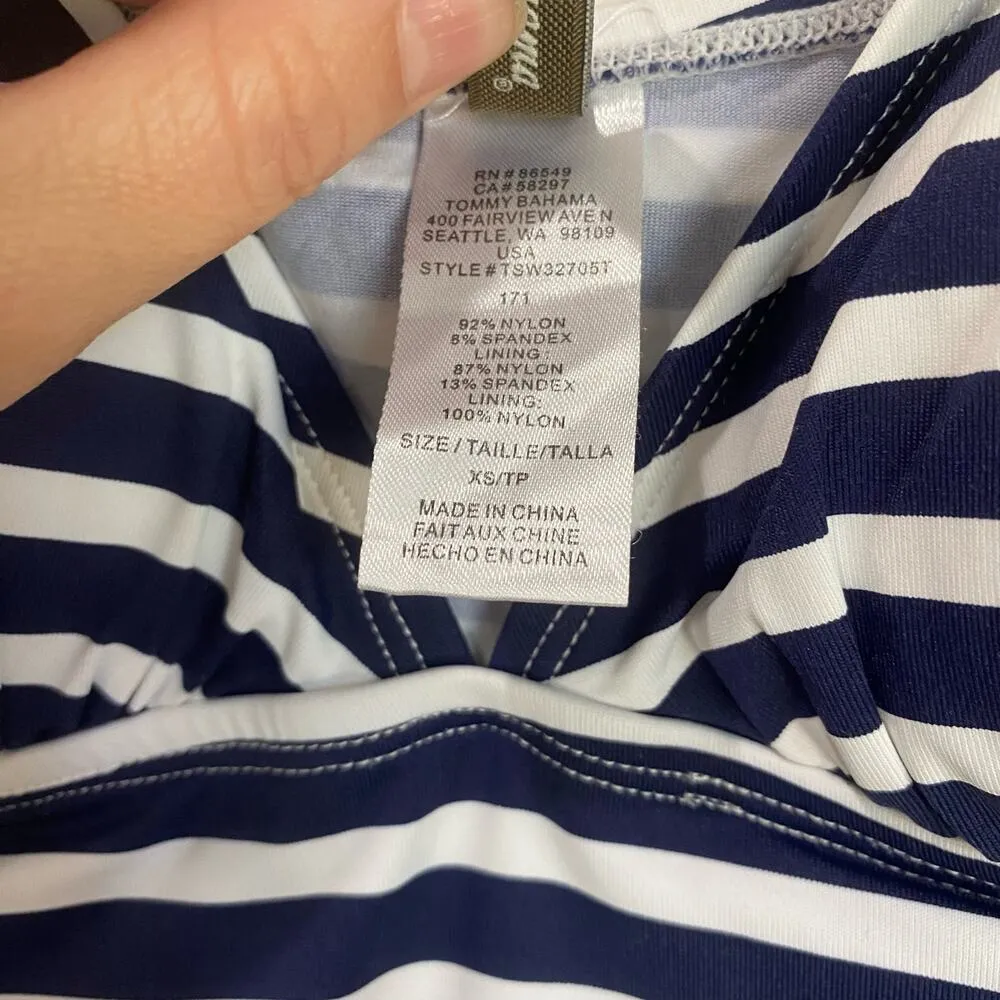 RN # 86549
CA # 58297
TOMMY BAHAMA
400 FAIRVIEW AVE N
SEATTLE, WA 98109
USA
STYLE # TSW32705T
171
92% NYLON
8% SPANDEX
LINING :
87% NYLON
13% SPANDEX
LINING:
100% NYLON
SIZE / TAILLE/TALLA
XS/TP
MADE IN CHINA
FAIT AUX CHINE
HECHO EN CHINA